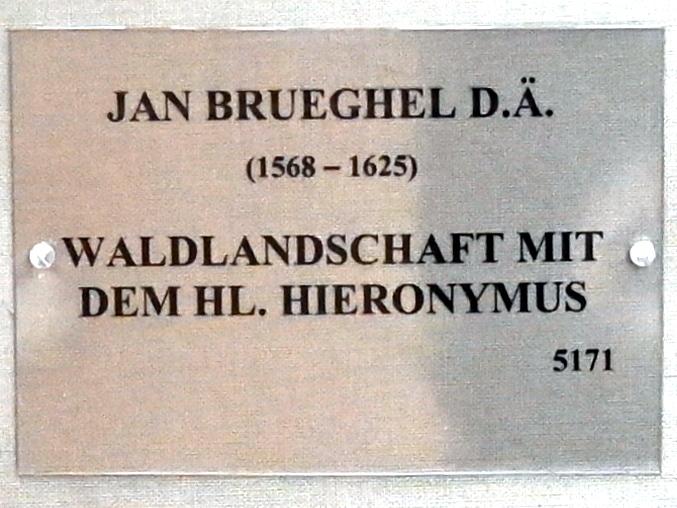 JAN BRUEGHEL D.Ä.
(1568 – 1625)
WALDLANDSCHAFT MIT
DEM HL. HIERONYMUS
5171